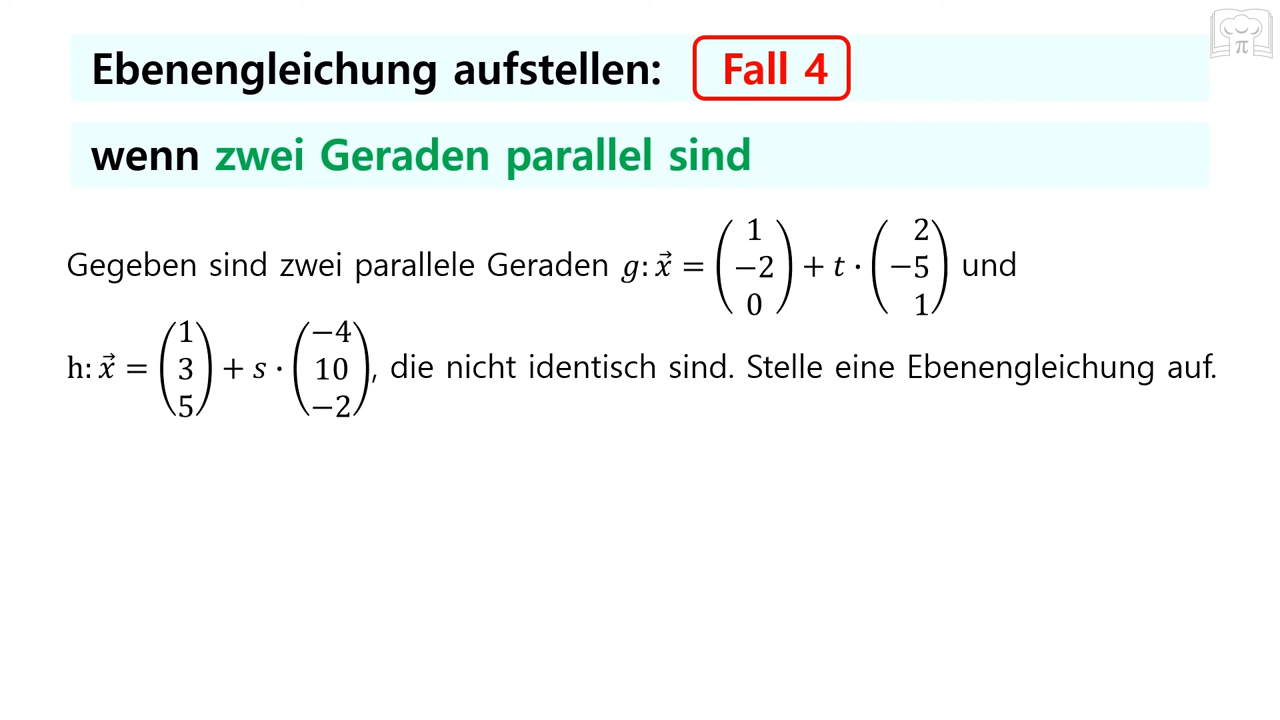 Ebenengleichung aufstellen: Fall 4
wenn zwei Geraden parallel sind
Gegeben sind zwei parallele Geraden g: x⃗ = (1 −2 0) + t · (2 −5 1) und
h: x⃗ = (1 3 5) + s · (−4 10 −2), die nicht identisch sind. Stelle eine Ebenengleichung auf.
π